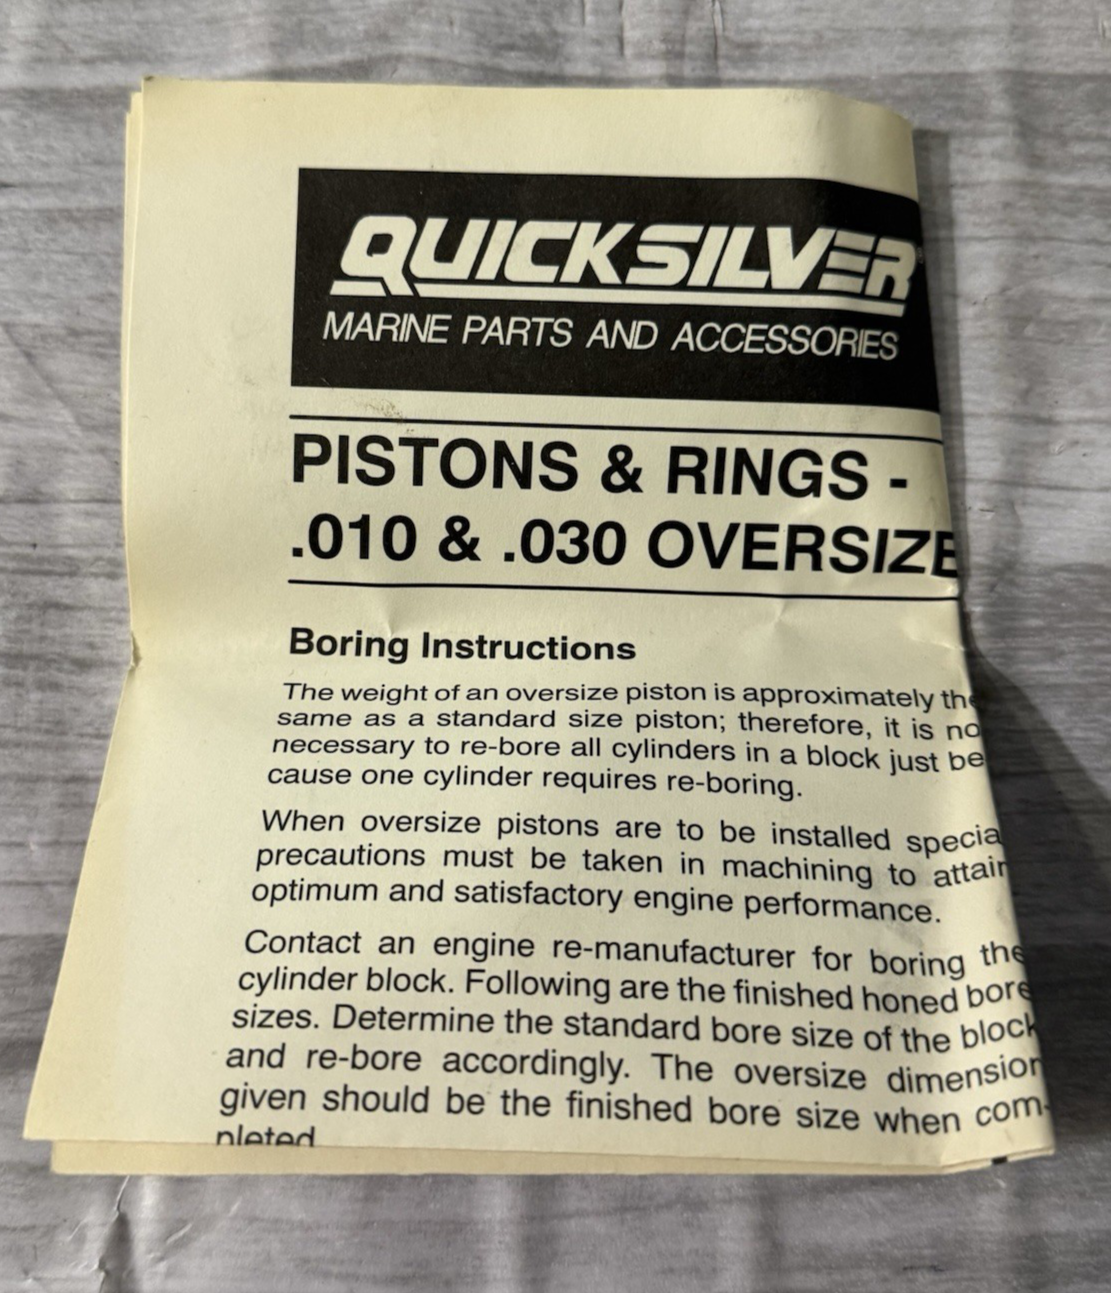 QUICKSILVER
MARINE PARTS AND ACCESSORIES
PISTONS & RINGS -
.010 & .030 OVERSIZE
Boring Instructions
The weight of an oversize piston is approximately the
same as a standard size piston; therefore, it is no
necessary to re-bore all cylinders in a block just be
cause one cylinder requires re-boring.
When oversize pistons are to be installed specia
precautions must be taken in machining to attain
optimum and satisfactory engine performance.
Contact an engine re-manufacturer for boring the
cylinder block. Following are the finished honed bore
sizes. Determine the standard bore size of the block
and re-bore accordingly. The oversize dimension
given should be the finished bore size when com-
pleted